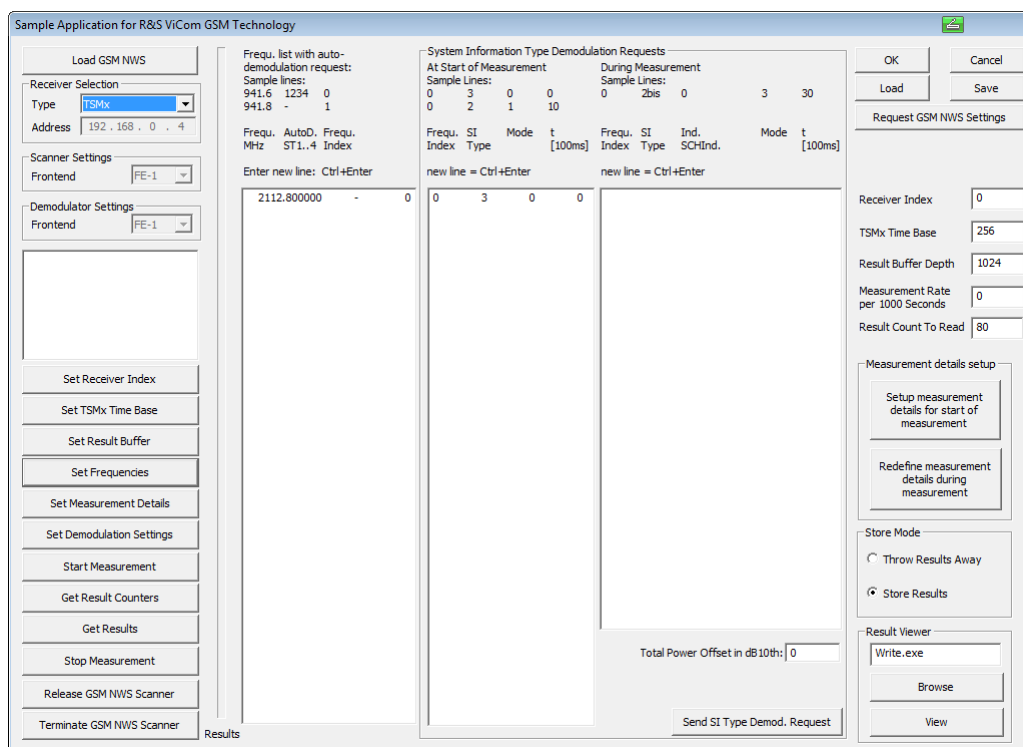 Sample Application for R&S ViCom GSM Technology
Load GSM NWS
Receiver Selection
Type TSMx
Address 192 . 168 . 0 . 4
Scanner Settings
Frontend FE-1
Demodulator Settings
Frontend FE-1
Set Receiver Index
Set TSMx Time Base
Set Result Buffer
Set Frequencies
Set Measurement Details
Set Demodulation Settings
Start Measurement
Get Result Counters
Get Results
Stop Measurement
Release GSM NWS Scanner
Terminate GSM NWS Scanner
Results
Frequ. list with auto-
demodulation request:
Sample lines:
941.6 1234 0
941.8 - 1
Frequ. AutoD. Frequ.
MHz ST1..4 Index
Enter new line: Ctrl+Enter
2112.800000 - 0
System Information Type Demodulation Requests
At Start of Measurement
Sample Lines:
0 3 0 0
0 2 1 10
Frequ. SI Mode t
Index Type [100ms]
new line = Ctrl+Enter
0 3 0 0
During Measurement
Sample Lines:
0 2bis 0 3 30
Frequ. SI Ind. Mode t
Index Type SCHInd. [100ms]
new line = Ctrl+Enter
Total Power Offset in dB10th: 0
Send SI Type Demod. Request
OK Cancel
Load Save
Request GSM NWS Settings
Receiver Index 0
TSMx Time Base 256
Result Buffer Depth 1024
Measurement Rate
per 1000 Seconds 0
Result Count To Read 80
Measurement details setup
Setup measurement
details for start of
measurement
Redefine measurement
details during
measurement
Store Mode
Throw Results Away
Store Results
Result Viewer
Write.exe
Browse
View